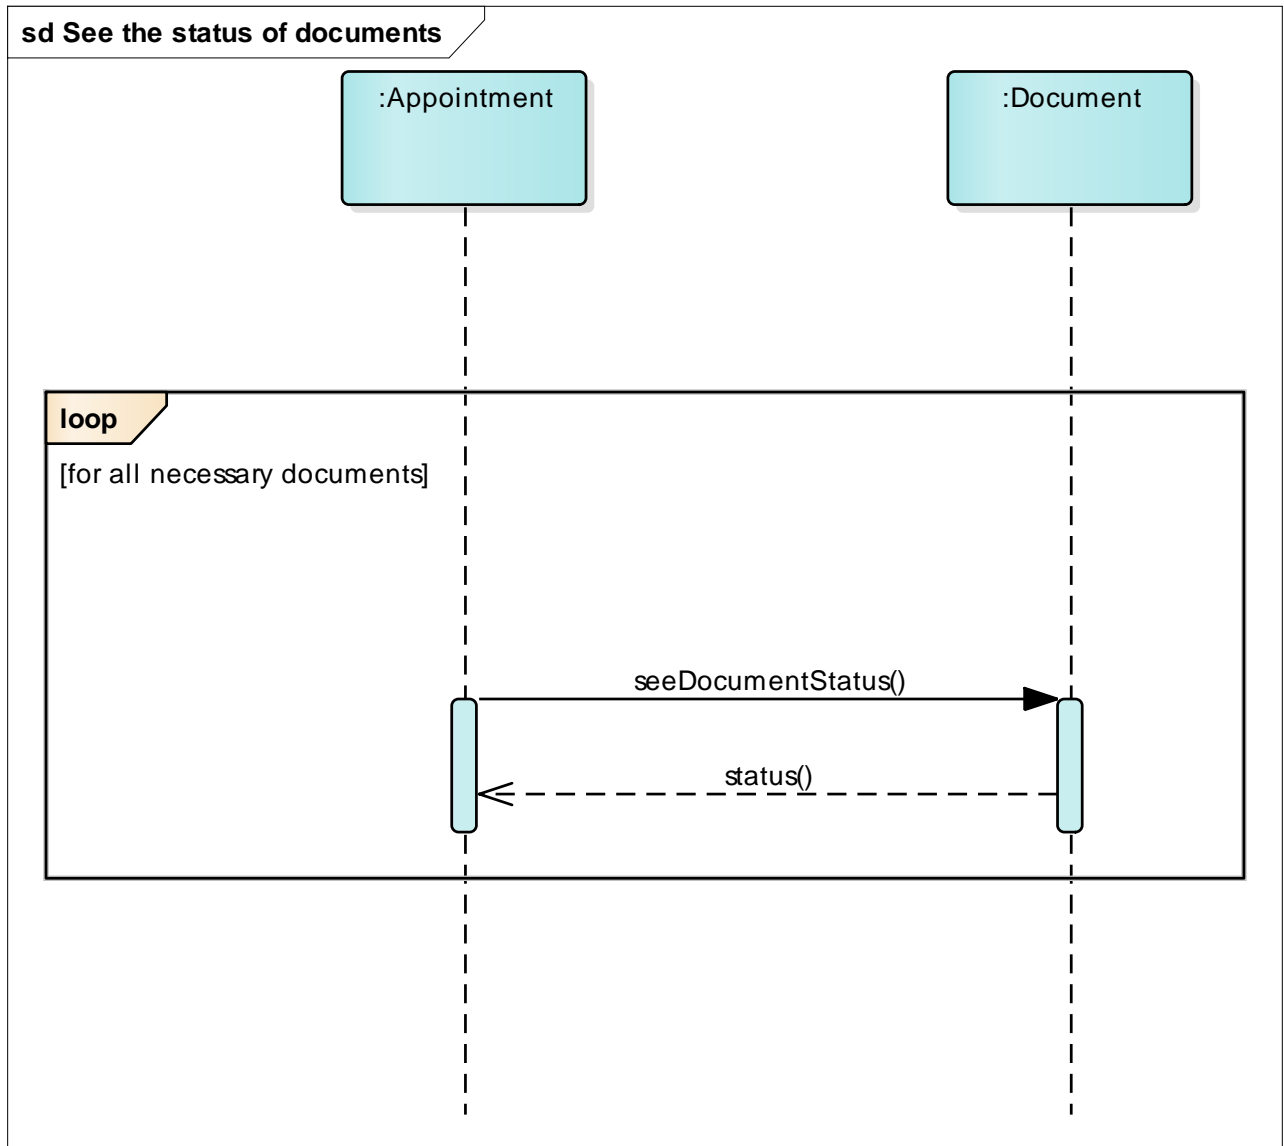 sd See the status of documents
:Appointment
:Document
loop
[for all necessary documents]
seeDocumentStatus()
status()